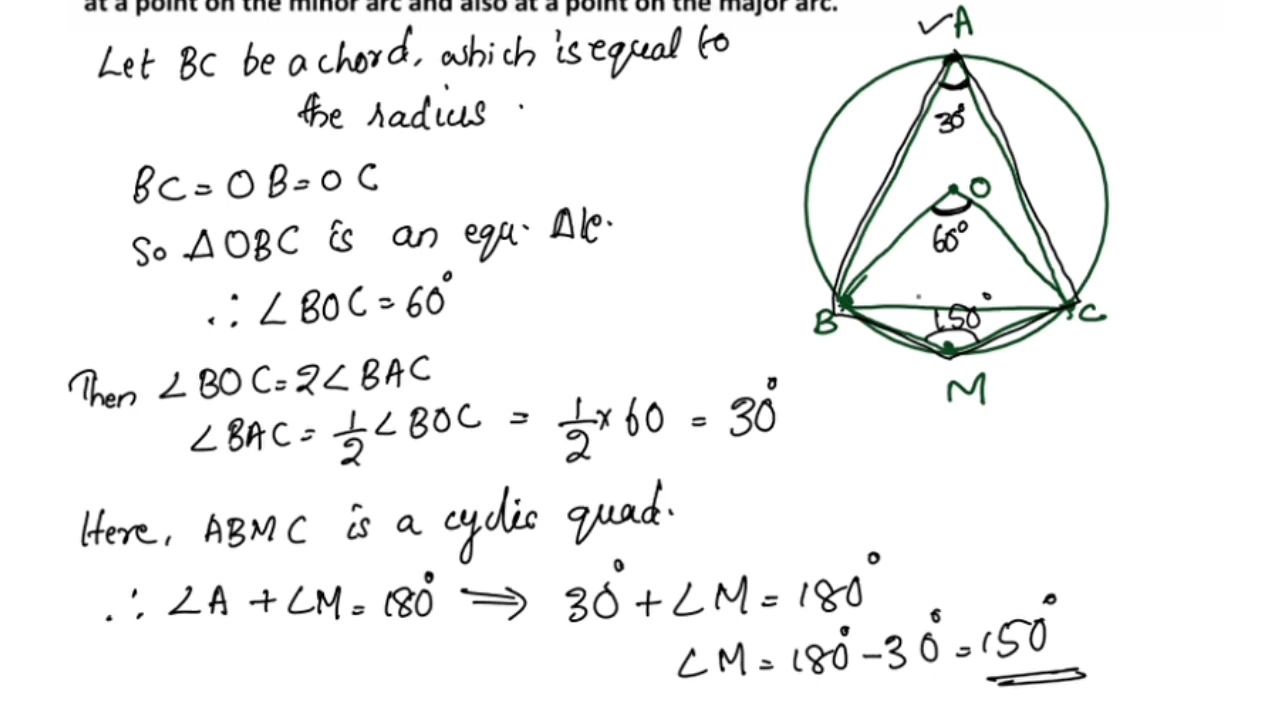 at a point on the minor arc and also at a point on the major arc.
Let BC be a chord, which is equal to
the radius.
BC = OB = OC
So △OBC is an equ. △le.
∴ ∠BOC = 60°
Then ∠BOC = 2∠BAC
∠BAC = 1/2 ∠BOC = 1/2 × 60 = 30°
Here, ABMC is a cyclic quad.
∴ ∠A + ∠M = 180° ⟹ 30° + ∠M = 180°
∠M = 180° - 30° = 150°
✓A
30°
O
60°
150°
B
C
M